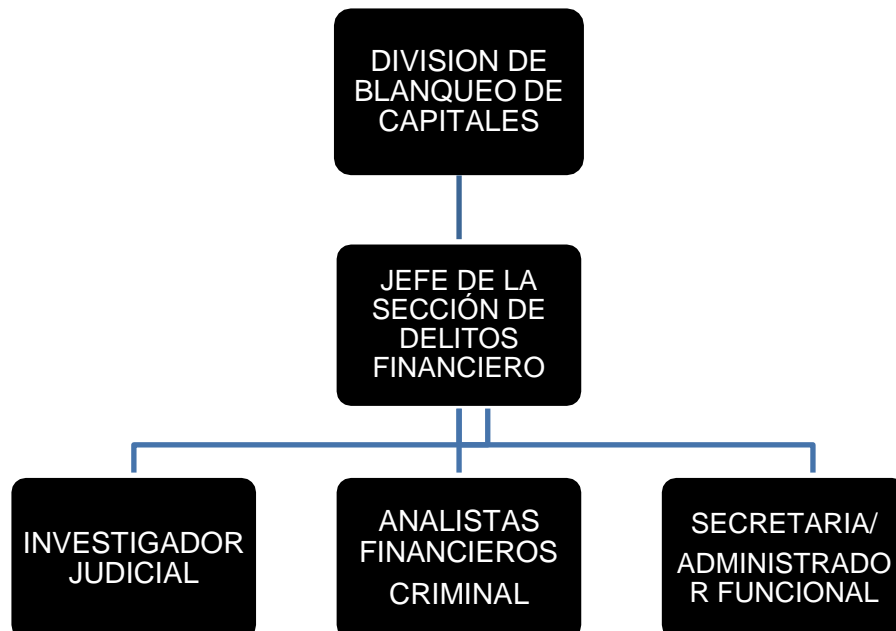 DIVISION DE
BLANQUEO DE
CAPITALES
JEFE DE LA
SECCIÓN DE
DELITOS
FINANCIERO
INVESTIGADOR
JUDICIAL
ANALISTAS
FINANCIEROS
CRIMINAL
SECRETARIA/
ADMINISTRADO
R FUNCIONAL